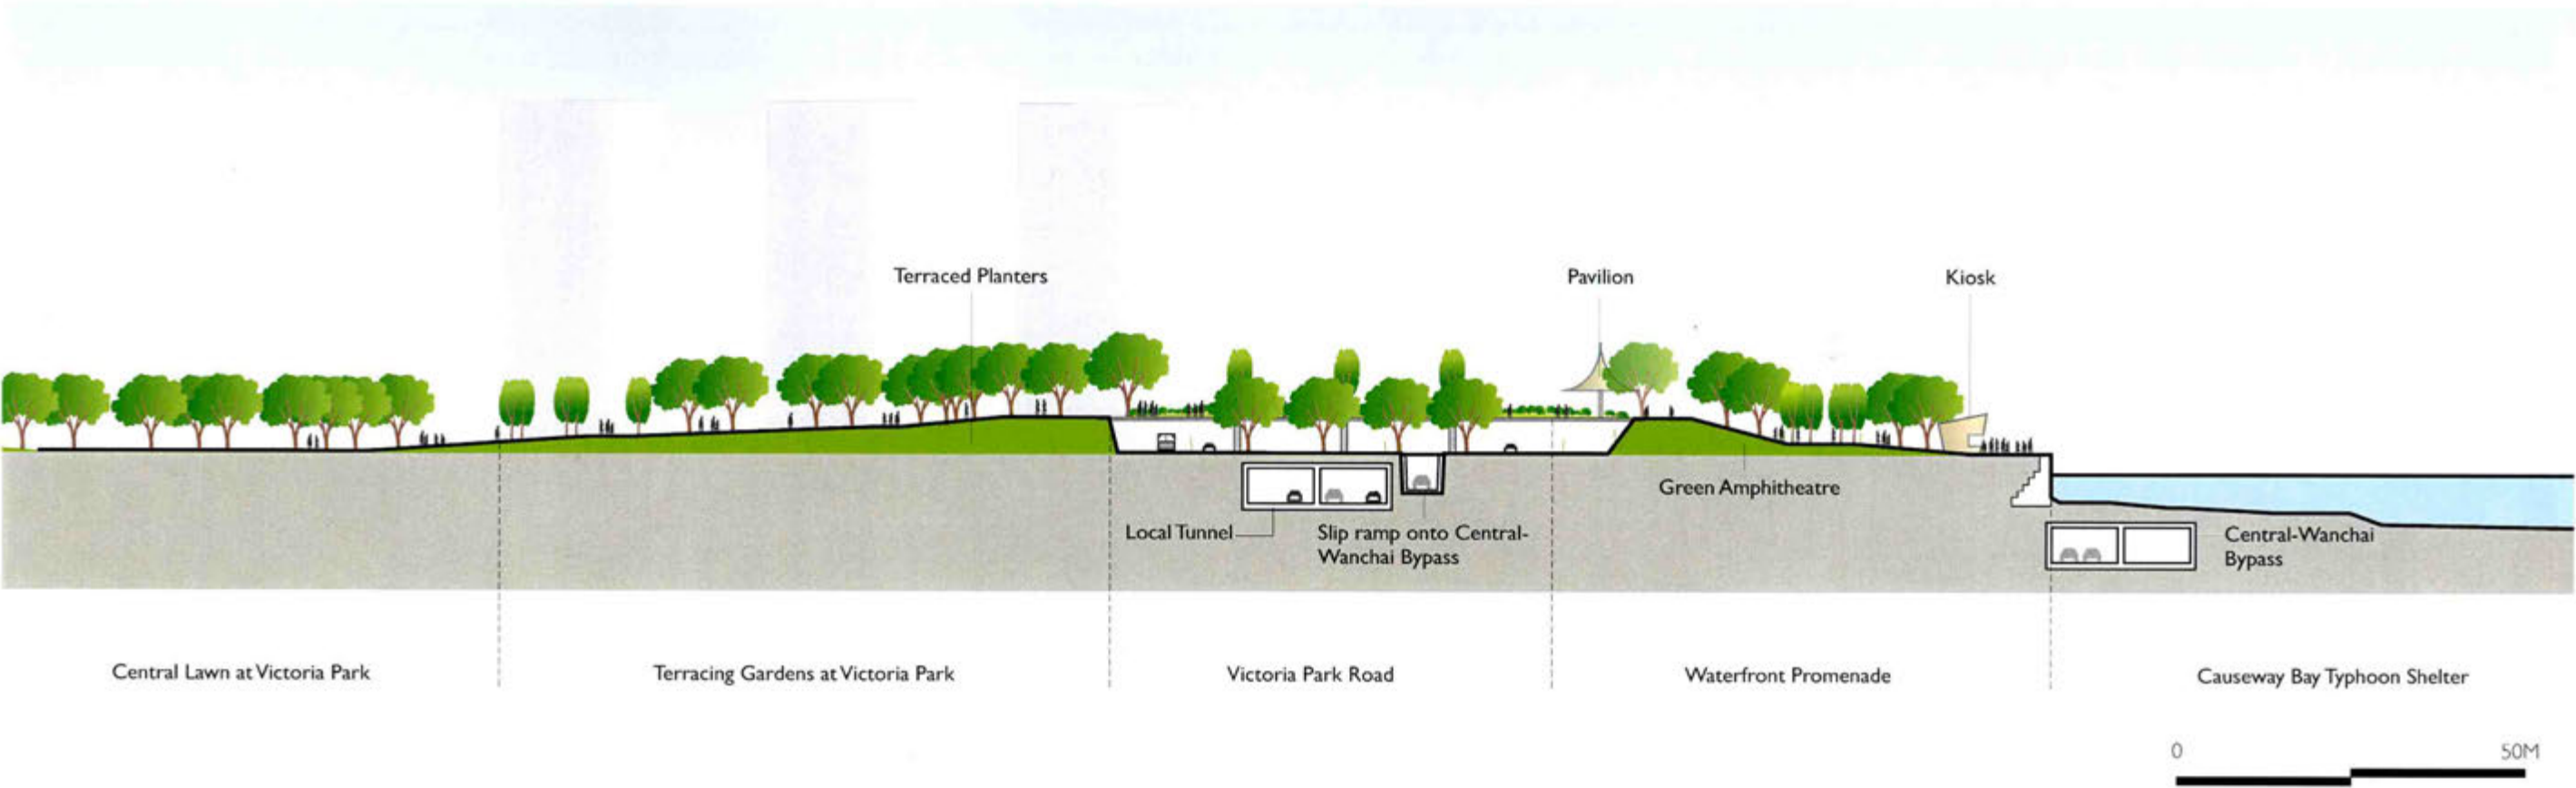 Terraced Planters
Pavilion
Kiosk
Green Amphitheatre
Local Tunnel
Slip ramp onto Central-
Wanchai Bypass
Central-Wanchai
Bypass
Central Lawn at Victoria Park
Terracing Gardens at Victoria Park
Victoria Park Road
Waterfront Promenade
Causeway Bay Typhoon Shelter
0
50M